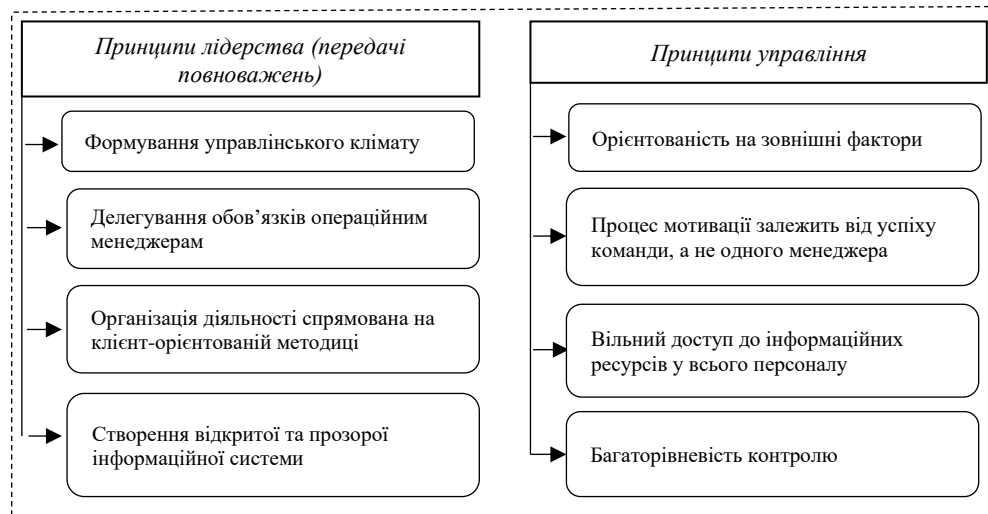 Принципи лідерства (передачі
повноважень)
Формування управлінського клімату
Делегування обов’язків операційним
менеджерам
Організація діяльності спрямована на
клієнт-орієнтованій методиці
Створення відкритої та прозорої
інформаційної системи
Принципи управління
Орієнтованість на зовнішні фактори
Процес мотивації залежить від успіху
команди, а не одного менеджера
Вільний доступ до інформаційних
ресурсів у всього персоналу
Багаторівневість контролю